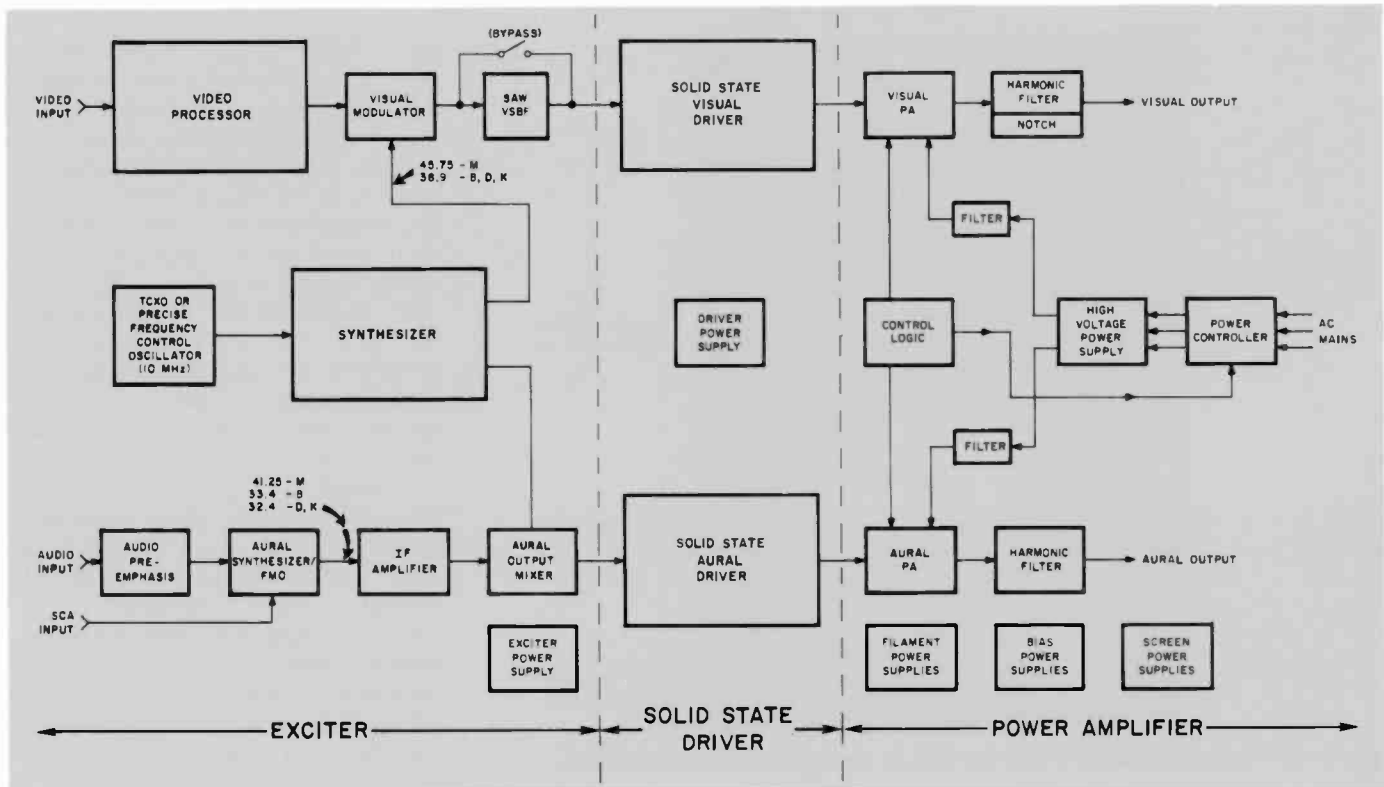 (BYPASS)
VIDEO
INPUT
VIDEO
PROCESSOR
VISUAL
MODULATOR
SAW
VSBF
SOLID STATE
VISUAL
DRIVER
VISUAL
PA
HARMONIC
FILTER
NOTCH
VISUAL OUTPUT
45.75 - M
38.9 - B, D, K
FILTER
TCXO OR
PRECISE
FREQUENCY
CONTROL
OSCILLATOR
(10 MHz)
SYNTHESIZER
DRIVER
POWER
SUPPLY
CONTROL
LOGIC
HIGH
VOLTAGE
POWER
SUPPLY
POWER
CONTROLLER
AC
MAINS
FILTER
41.25 - M
33.4 - B
32.4 - D, K
AUDIO
INPUT
AUDIO
PRE-
EMPHASIS
AURAL
SYNTHESIZER/
FMO
IF
AMPLIFIER
AURAL
OUTPUT
MIXER
SOLID STATE
AURAL
DRIVER
AURAL
PA
HARMONIC
FILTER
AURAL OUTPUT
SCA
INPUT
EXCITER
POWER
SUPPLY
FILAMENT
POWER
SUPPLIES
BIAS
POWER
SUPPLIES
SCREEN
POWER
SUPPLIES
EXCITER
SOLID STATE
DRIVER
POWER AMPLIFIER